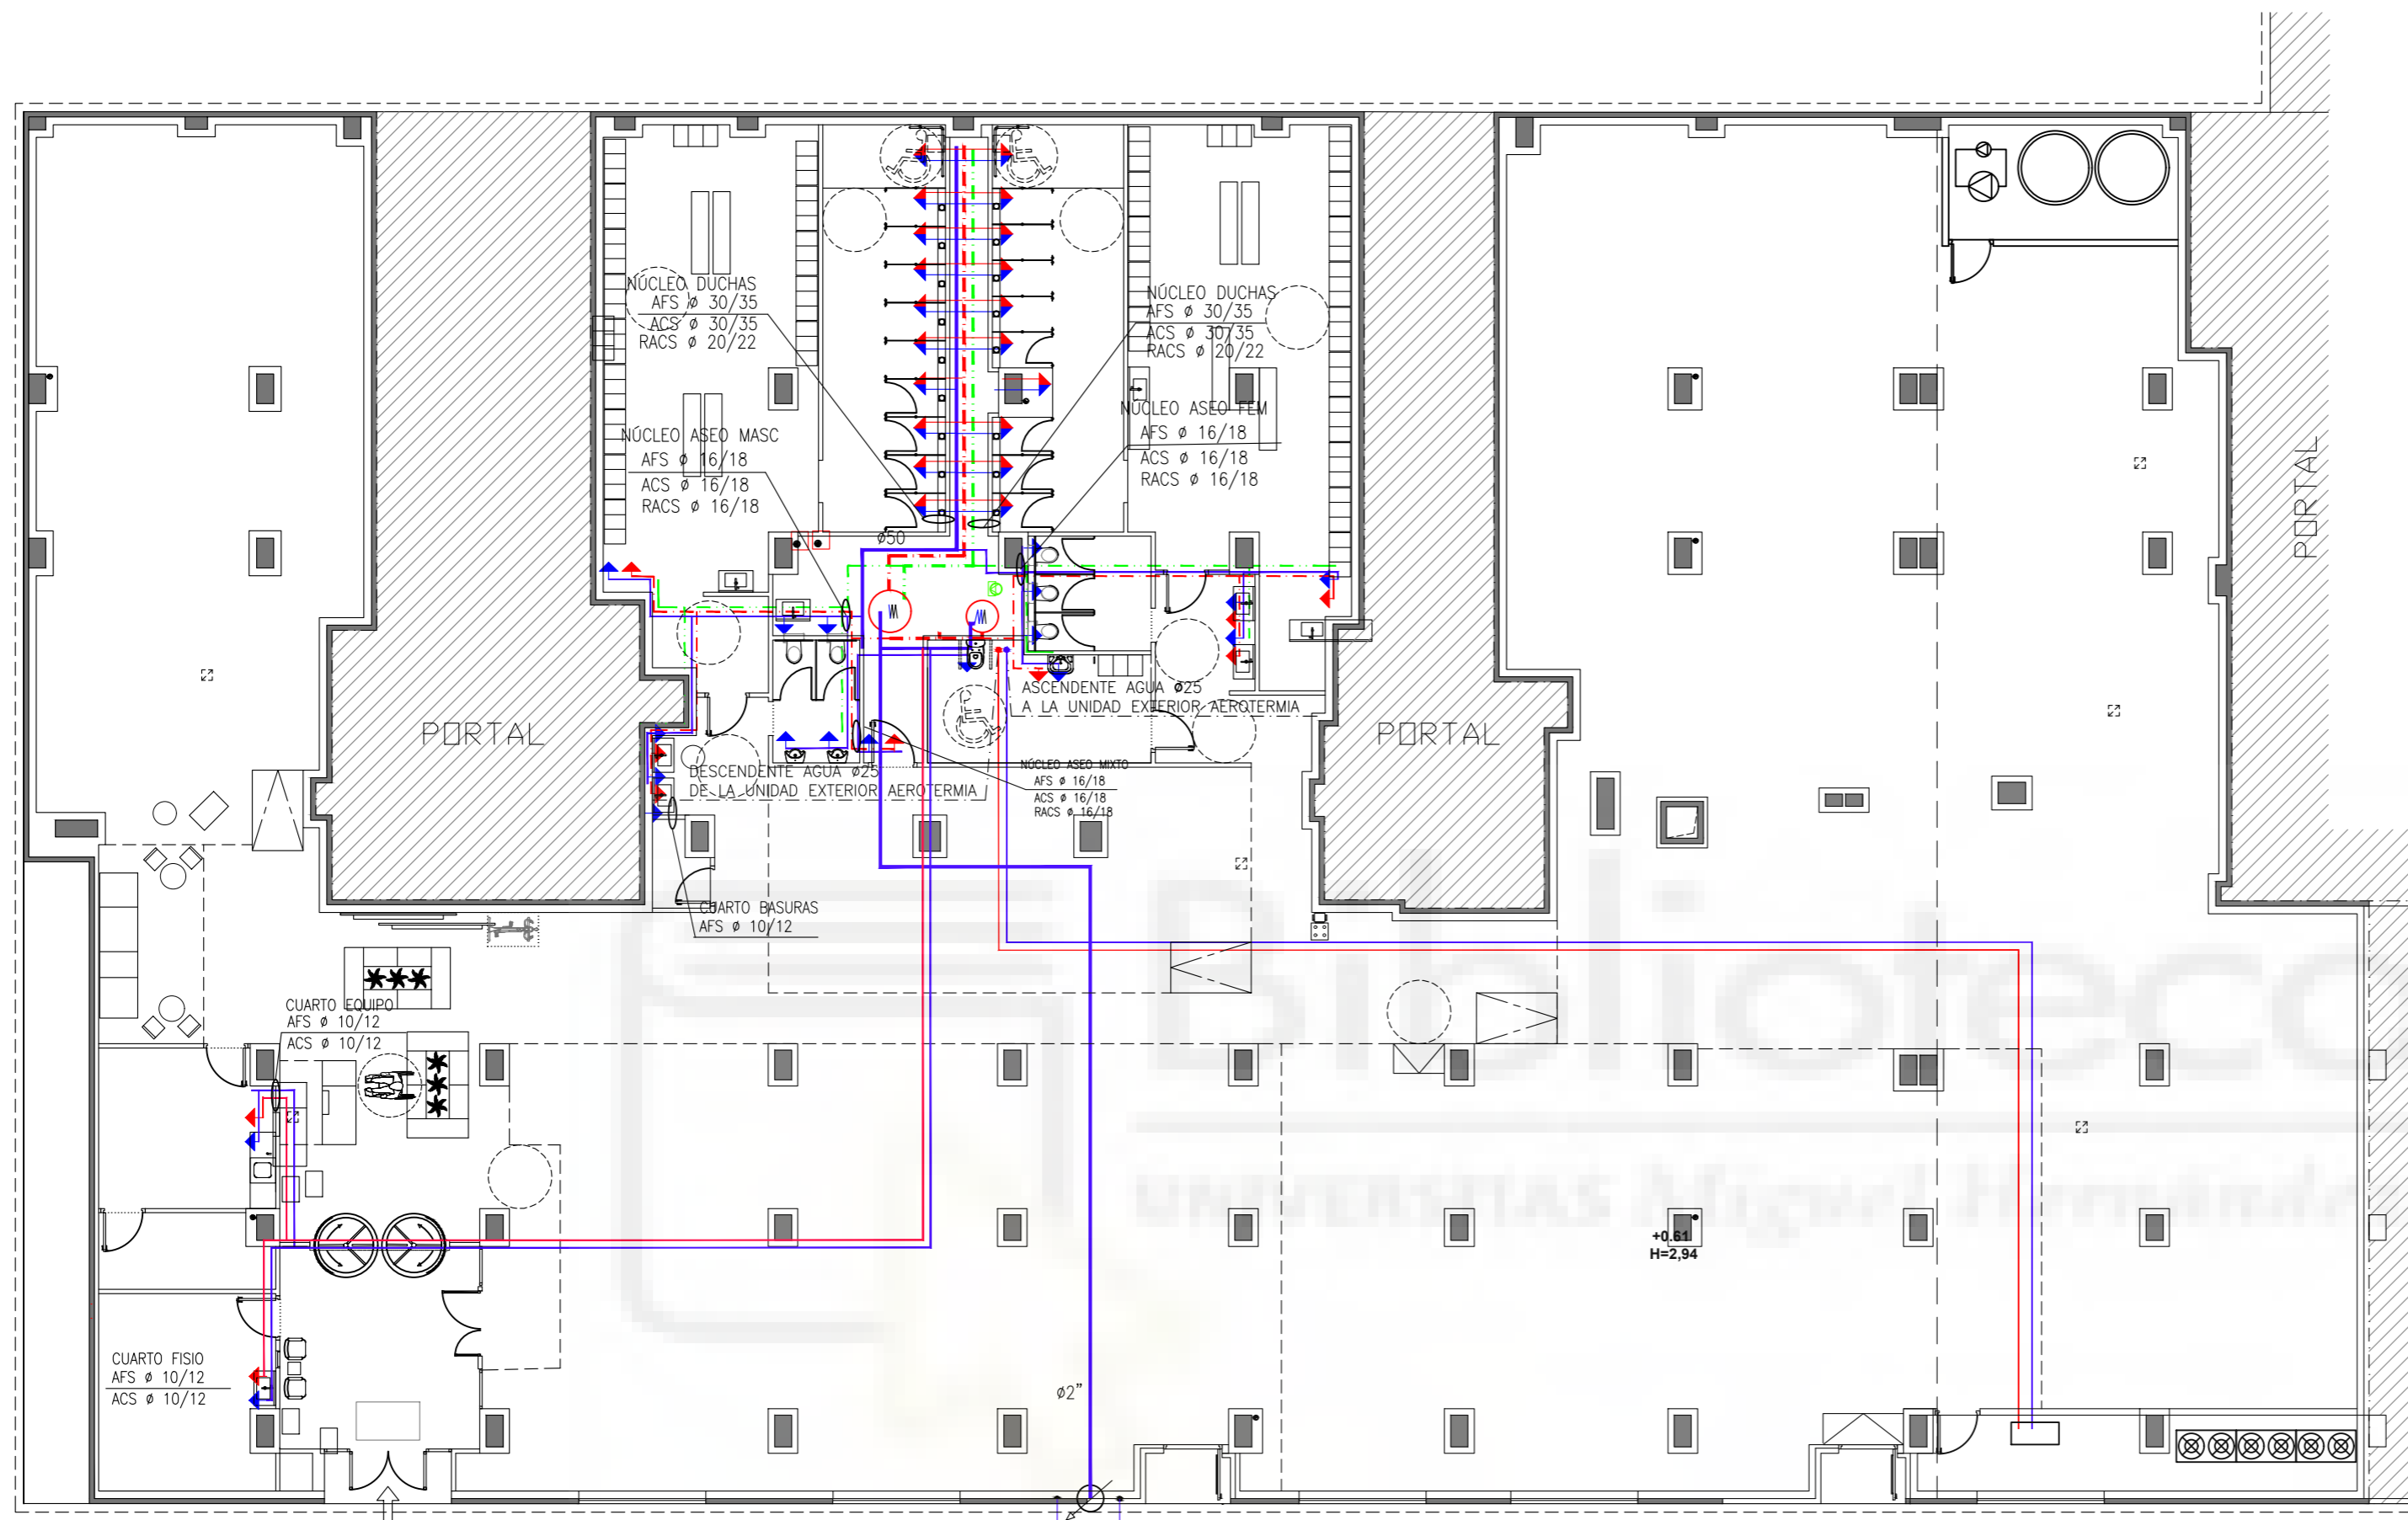 NÚCLEO DUCHAS
AFS ø 30/35
ACS ø 30/35
RACS ø 20/22
NÚCLEO DUCHAS
AFS ø 30/35
ACS ø 30/35
RACS ø 20/22
NÚCLEO ASEO MASC
AFS ø 16/18
ACS ø 16/18
RACS ø 16/18
NÚCLEO ASEO FEM
AFS ø 16/18
ACS ø 16/18
RACS ø 16/18
ø50
PORTAL
PORTAL
PORTAL
ASCENDENTE AGUA ø25
A LA UNIDAD EXTERIOR AEROTERMIA
DESCENDENTE AGUA ø25
DE LA UNIDAD EXTERIOR AEROTERMIA
NÚCLEO ASEO MIXTO
AFS ø 16/18
ACS ø 16/18
RACS ø 16/18
CUARTO BASURAS
AFS ø 10/12
CUARTO EQUIPO
AFS ø 10/12
ACS ø 10/12
+0.61
H=2,94
CUARTO FISIO
AFS ø 10/12
ACS ø 10/12
ø2"
Biblioteca
UNIVERSITAS Miguel Hernández